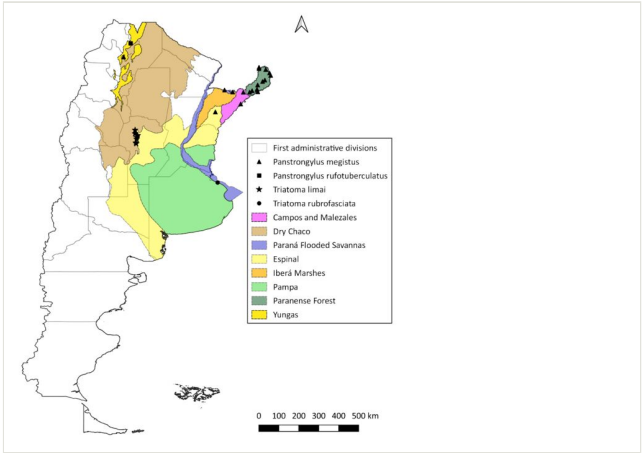 First administrative divisions
Panstrongylus megistus
Panstrongylus rufotuberculatus
Triatoma limai
Triatoma rubrofasciata
Campos and Malezales
Dry Chaco
Paraná Flooded Savannas
Espinal
Iberá Marshes
Pampa
Paranense Forest
Yungas
0 100 200 300 400 500 km